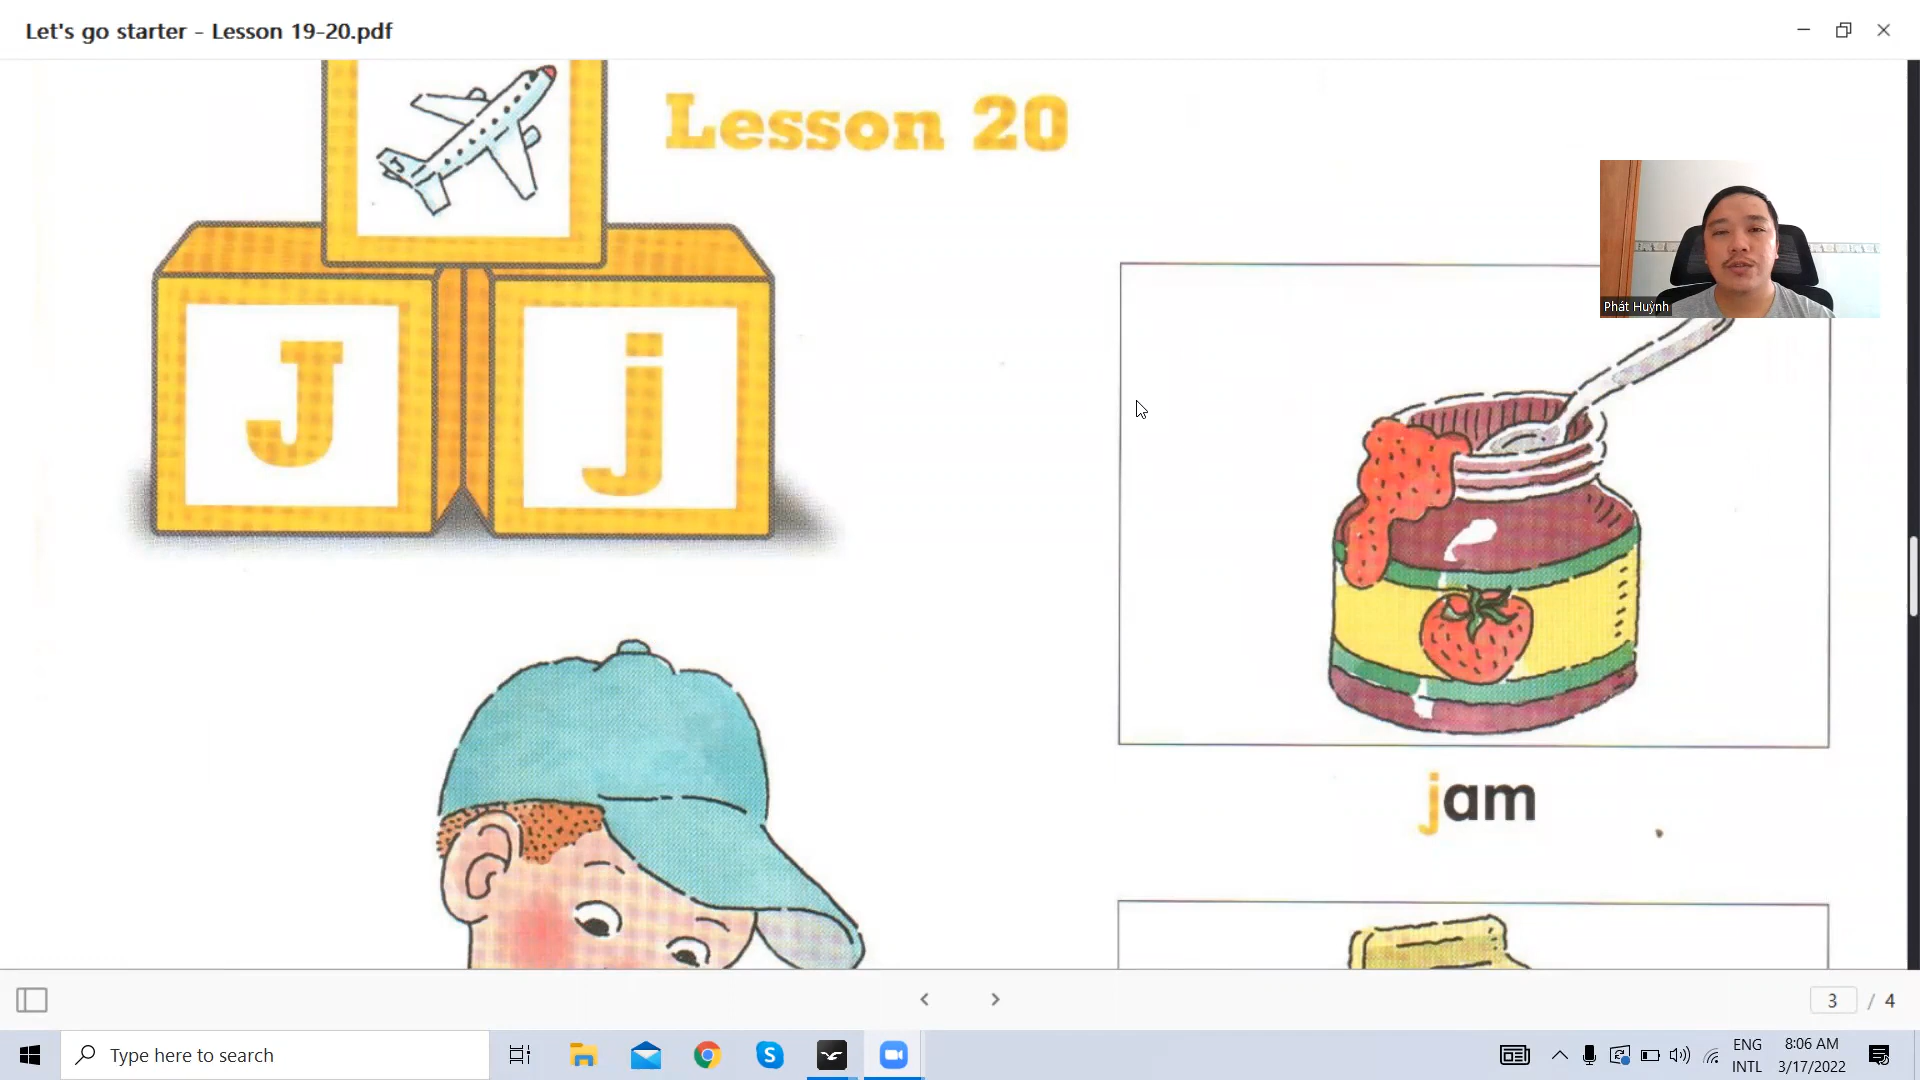 Let's go starter - Lesson 19-20.pdf
Lesson 20
J
J j
Phát Huỳnh
jam
3 / 4
Type here to search
ENG
INTL
8:06 AM
3/17/2022